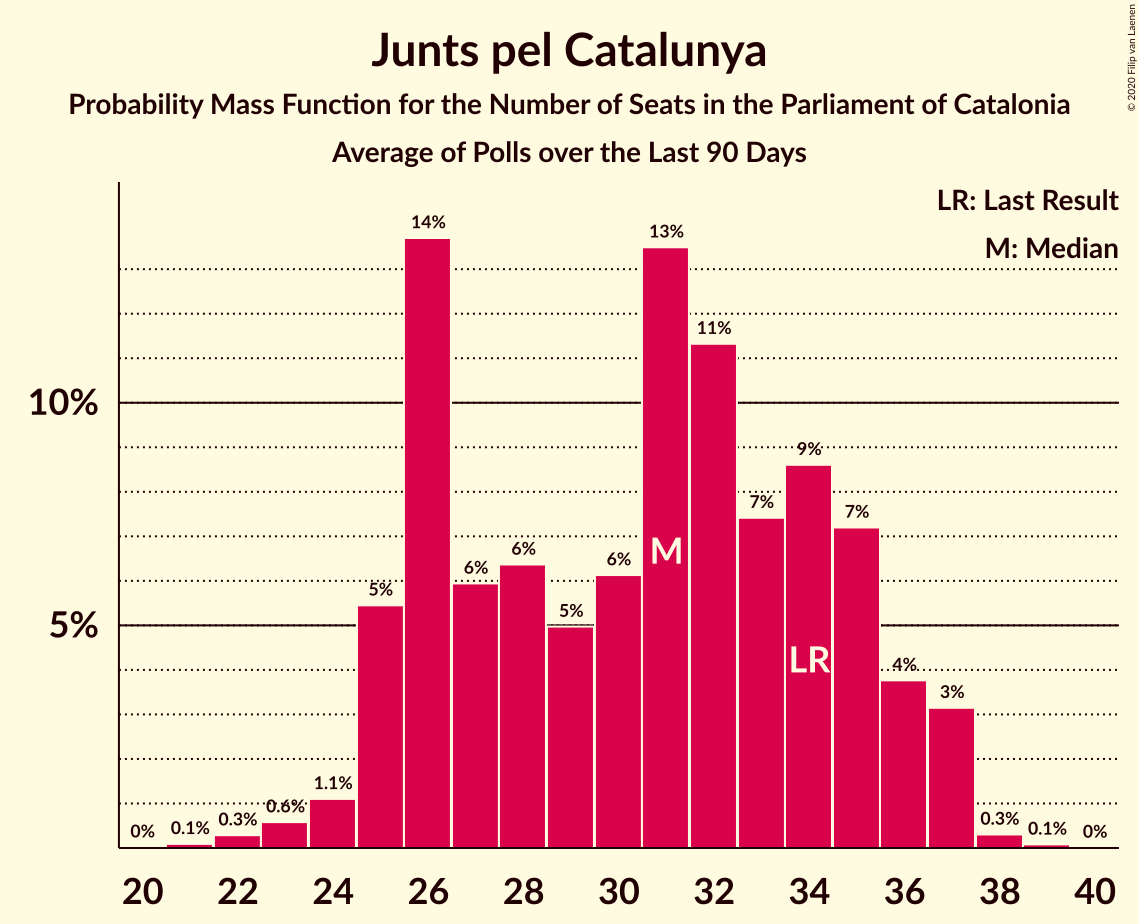 Junts pel Catalunya
Probability Mass Function for the Number of Seats in the Parliament of Catalonia
Average of Polls over the Last 90 Days
© 2020 Filip van Laenen
LR: Last Result
M: Median
10%
5%
0%
0.1%
0.3%
0.6%
1.1%
5%
14%
6%
6%
5%
6%
13%
11%
7%
9%
7%
4%
3%
0.3%
0.1%
0%
M
LR
20 22 24 26 28 30 32 34 36 38 40